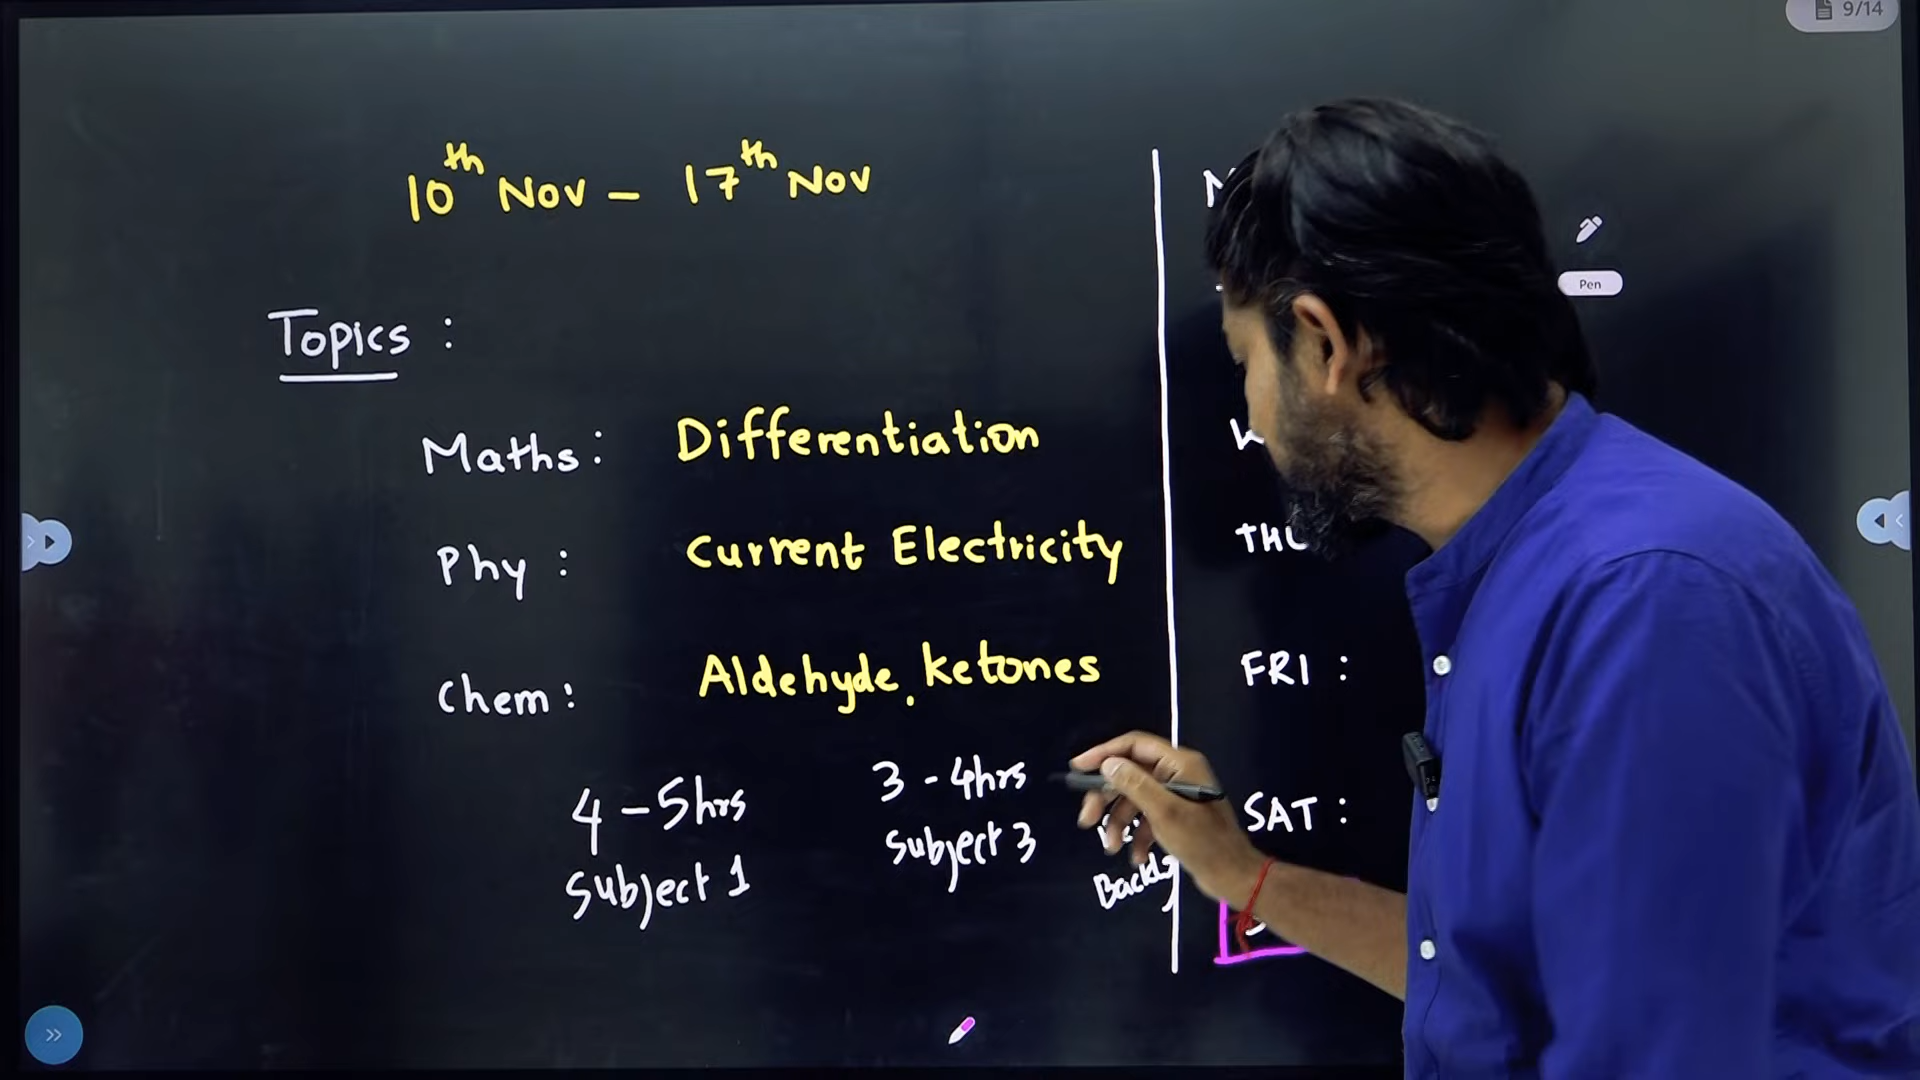 9/14
10th Nov - 17th Nov
Pen
Topics :
Maths: Differentiation
Phy : Current Electricity
Chem: Aldehyde. ketones
4 - 5hrs
Subject 1
3 - 4hrs
Subject 3
FRI :
SAT :